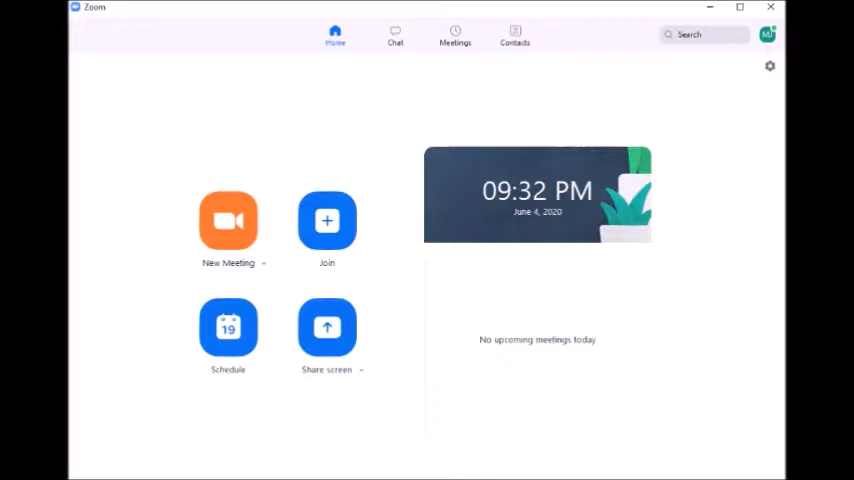 Zoom
Home
Chat
Meetings
Contacts
Search
MJ
09:32 PM
June 4, 2020
New Meeting
Join
19
Schedule
Share screen
No upcoming meetings today